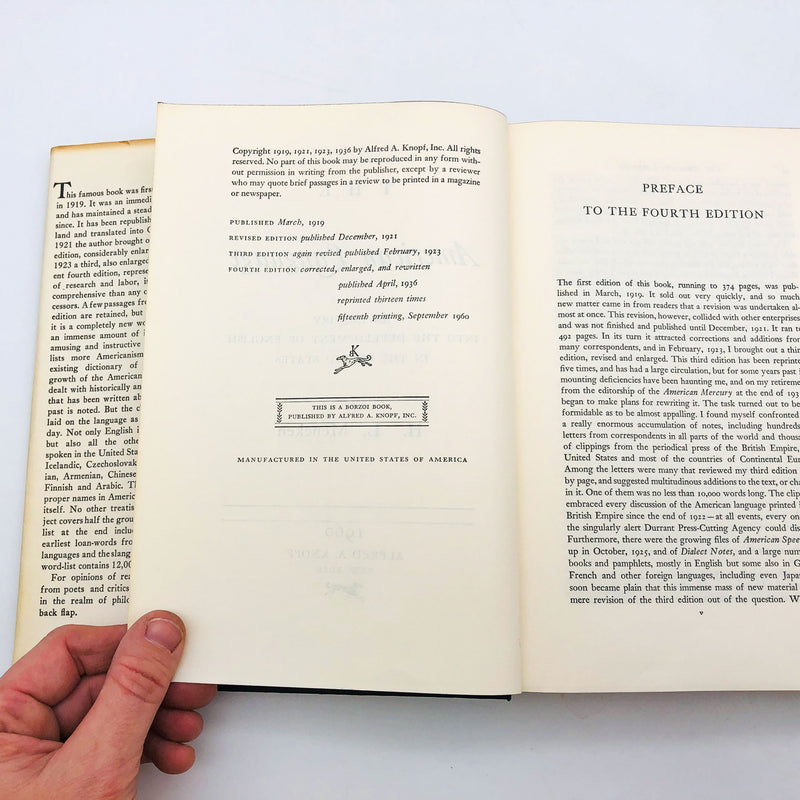 This famous book was first
in 1919. It was an immedi
and has maintained a stead
since. It has been republis
land and translated into G
1921 the author brought o
edition, considerably enlar
1923 a third, also enlarged
ent fourth edition, represe
of research and labor, is
comprehensive than any o
cessors. A few passages fro
edition are retained, but
it is a completely new wo
an immense amount of i
amusing and instructive
lists more Americanism
existing dictionary of
growth of the American
dealt with historically an
that has been written ab
past is noted. But the c
laid on the language as
day. Not only English i
but also all the othe
spoken in the United St
Icelandic, Czechoslovak
ian, Armenian, Chinese
Finnish and Arabic. Th
proper names in Americ
itself. No other treatis
ject covers half the groun
list at the end includ
earliest loan-words fro
languages and the slang
word-list contains 12,00
For opinions of rea
from poets and critics
in the realm of philo
back flap.
Copyright 1919, 1921, 1923, 1936 by Alfred A. Knopf, Inc. All rights
reserved. No part of this book may be reproduced in any form with-
out permission in writing from the publisher, except by a reviewer
who may quote brief passages in a review to be printed in a magazine
or newspaper.
PUBLISHED March, 1919
REVISED EDITION published December, 1921
THIRD EDITION again revised published February, 1923
FOURTH EDITION corrected, enlarged, and rewritten
published April, 1936
reprinted thirteen times
fifteenth printing, September 1960
THIS IS A BORZOI BOOK,
PUBLISHED BY ALFRED A. KNOPF, INC.
MANUFACTURED IN THE UNITED STATES OF AMERICA
PREFACE
TO THE FOURTH EDITION
The first edition of this book, running to 374 pages, was pub-
lished in March, 1919. It sold out very quickly, and so much
new matter came in from readers that a revision was undertaken al-
most at once. This revision, however, collided with other enterprises
and was not finished and published until December, 1921. It ran to
492 pages. In its turn it attracted corrections and additions from
many correspondents, and in February, 1923, I brought out a thir
edition, revised and enlarged. This third edition has been reprinte
five times, and has had a large circulation, but for some years past i
mounting deficiencies have been haunting me, and on my retireme
from the editorship of the American Mercury at the end of 193
began to make plans for rewriting it. The task turned out to be
formidable as to be almost appalling. I found myself confronted
a really enormous accumulation of notes, including hundreds
letters from correspondents in all parts of the world and thousa
of clippings from the periodical press of the British Empire,
United States and most of the countries of Continental Eur
Among the letters were many that reviewed my third edition
by page, and suggested multitudinous additions to the text, or cha
in it. One of them was no less than 10,000 words long. The clip
embraced every discussion of the American language printed i
British Empire since the end of 1922 — at all events, every on
the singularly alert Durrant Press-Cutting Agency could dis
Furthermore, there were the growing files of American Spee
up in October, 1925, and of Dialect Notes, and a large num
books and pamphlets, mostly in English but some also in G
French and other foreign languages, including even Japa
soon became plain that this immense mass of new material
mere revision of the third edition out of the question. W
v